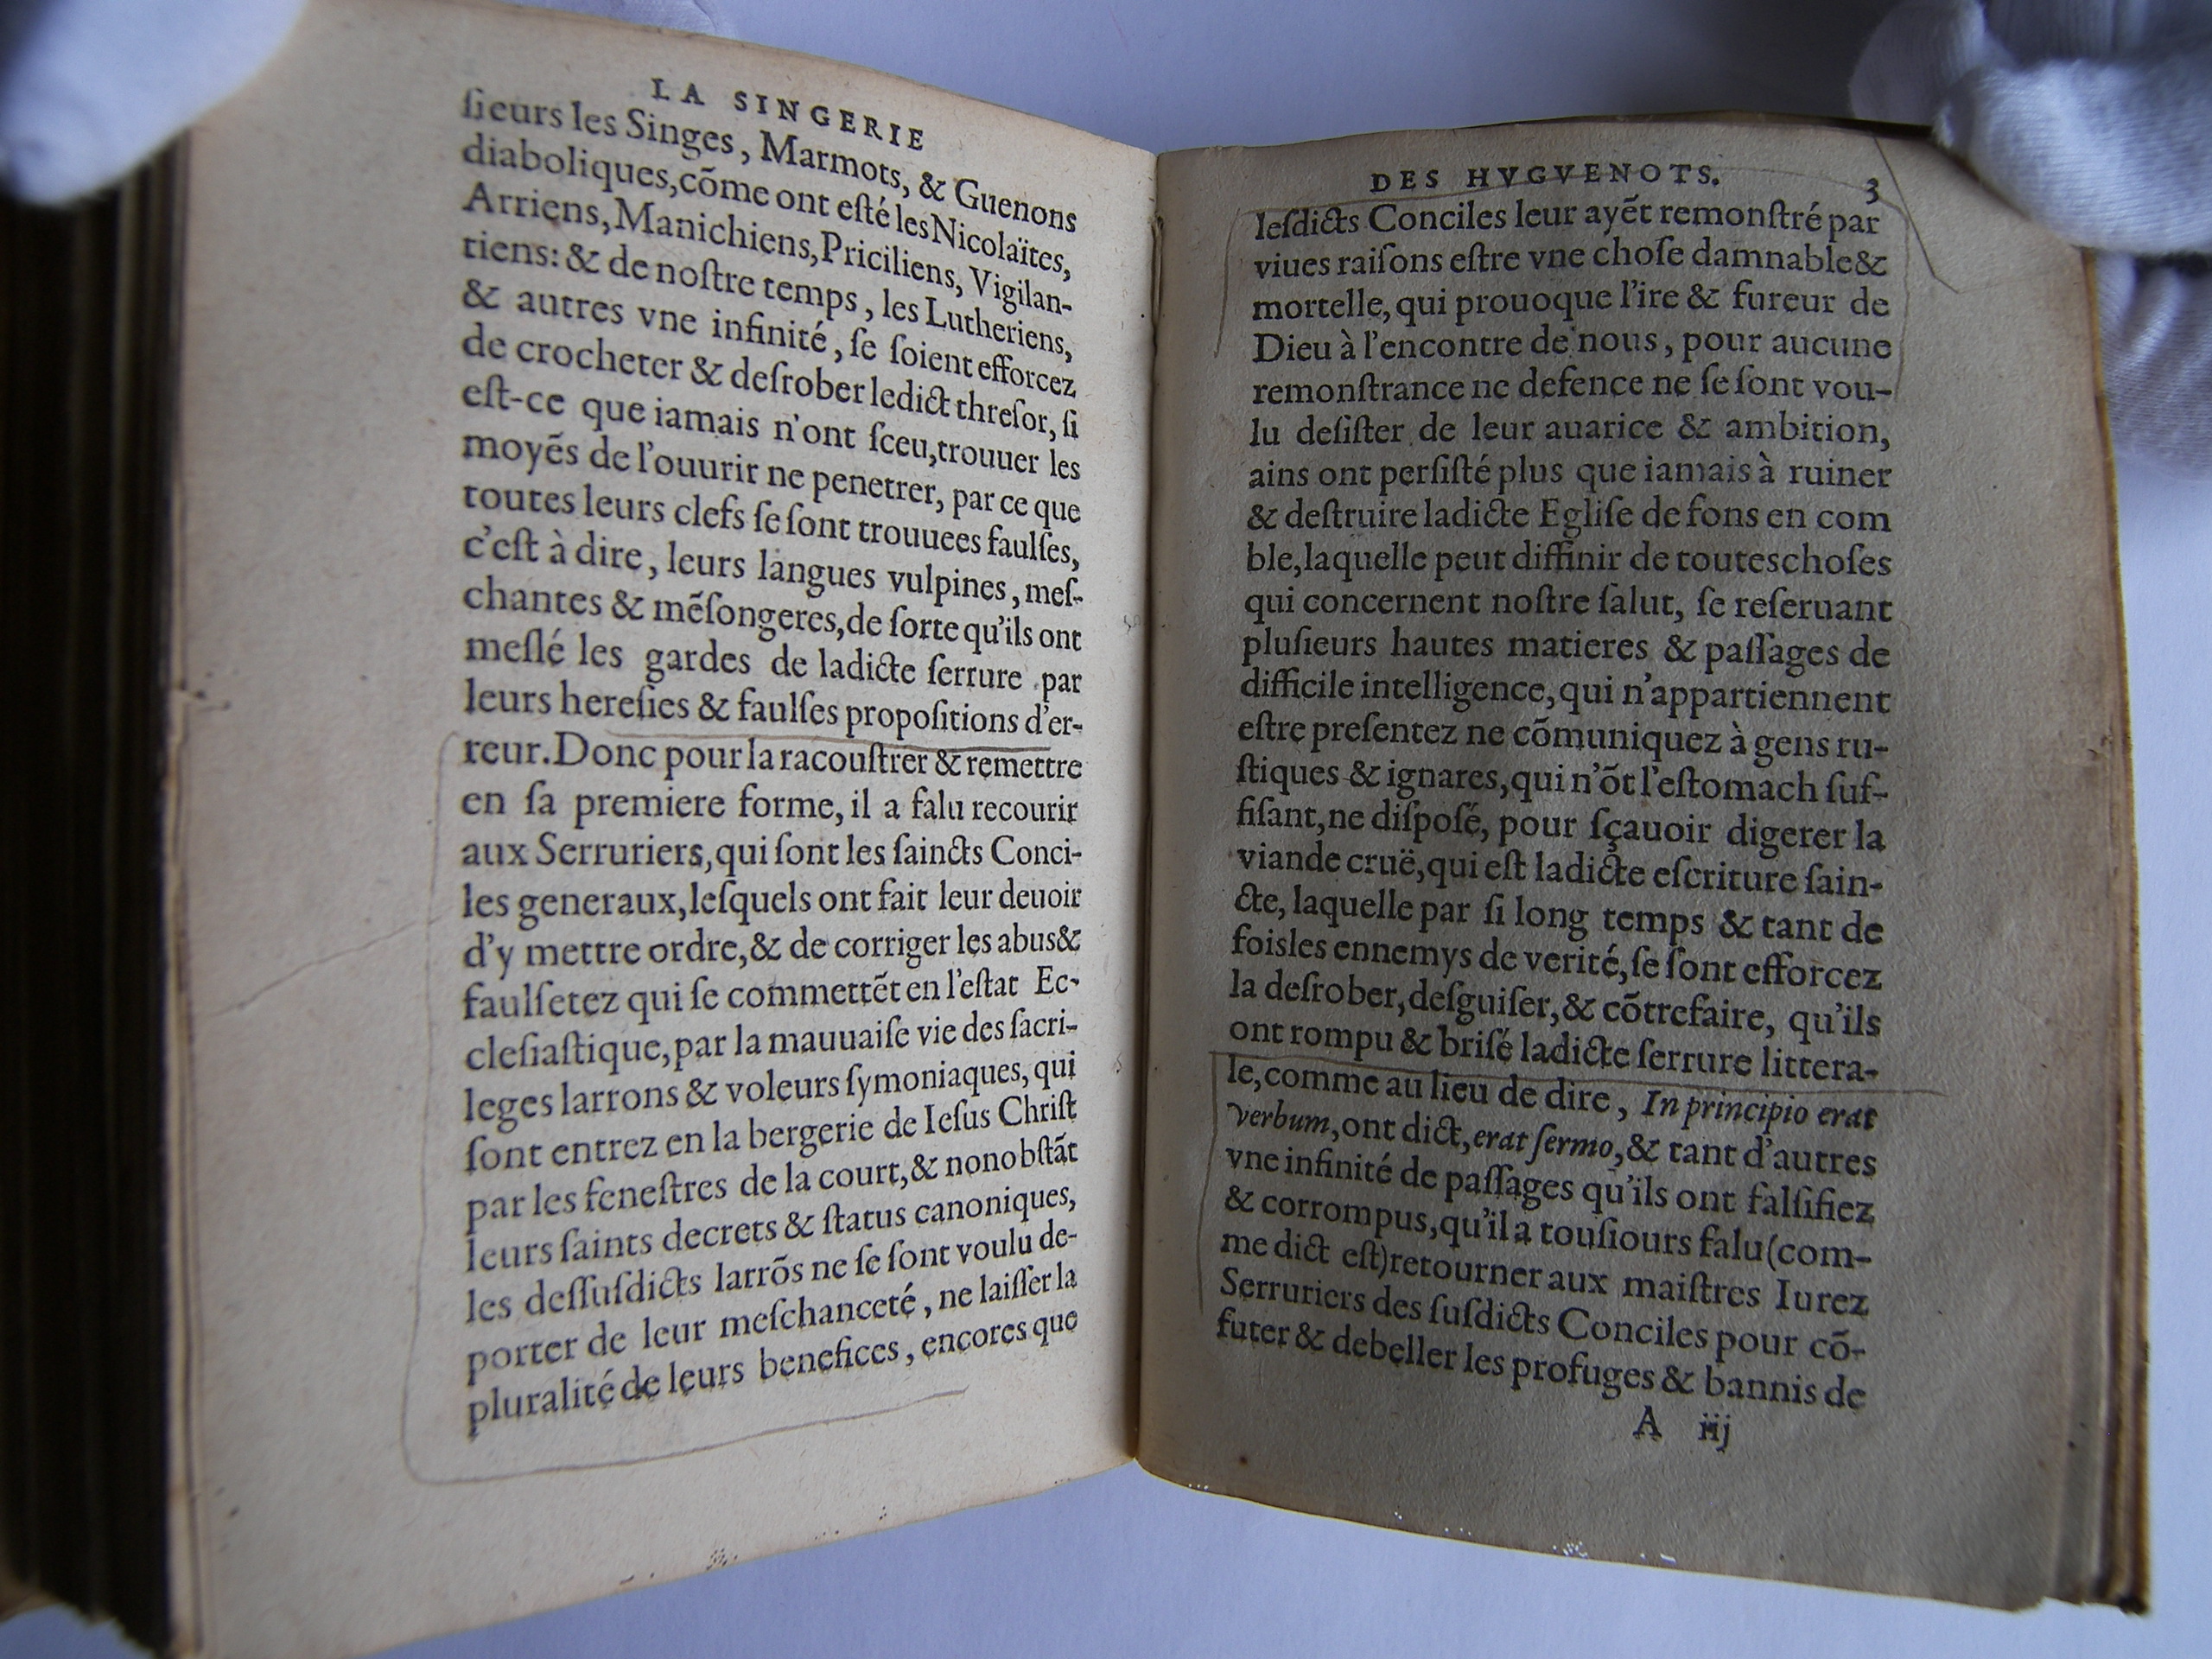 LA SINGERIE
ſieurs les Singes, Marmots, & Guenons
diaboliques, cõme ont eſté les Nicolaïtes,
Arriens, Manichiens, Priciliens, Vigilan-
tiens: & de noſtre temps, les Lutheriens,
& autres vne infinité, ſe ſoient efforcez
de crocheter & deſrober ledict threſor, ſi
eſt-ce que iamais n'ont ſceu, trouuer les
moyẽs de l'ouurir ne penetrer, par ce que
toutes leurs clefs ſe ſont trouuees faulſes,
c'eſt à dire, leurs langues vulpines, meſ-
chantes & mẽſongeres, de ſorte qu'ils ont
meſlé les gardes de ladicte ſerrure par
leurs hereſies & faulſes propoſitions d'er-
reur. Donc pour la racouſtrer & remettre
en ſa premiere forme, il a falu recourir
aux Serruriers, qui ſont les ſaincts Conci-
les generaux, leſquels ont fait leur deuoir
d'y mettre ordre, & de corriger les abus &
faulſetez qui ſe commettẽt en l'eſtat Ec-
cleſiaſtique, par la mauuaiſe vie des ſacri-
leges larrons & voleurs ſymoniaques, qui
ſont entrez en la bergerie de Ieſus Chriſt
par les feneſtres de la court, & nonobſtãt
leurs ſaints decrets & ſtatus canoniques,
les deſſuſdicts larrõs ne ſe ſont voulu de-
porter de leur meſchanceté, ne laiſſer la
pluralité de leurs benefices, encores que
DES HVGVENOTS. 3
leſdicts Conciles leur ayẽt remonſtré par
viues raiſons eſtre vne choſe damnable &
mortelle, qui prouoque l'ire & fureur de
Dieu à l'encontre de nous, pour aucune
remonſtrance ne defence ne ſe ſont vou-
lu deſiſter de leur auarice & ambition,
ains ont perſiſté plus que iamais à ruiner
& deſtruire ladicte Egliſe de fons en com
ble, laquelle peut diffinir de toutes choſes
qui concernent noſtre ſalut, ſe reſeruant
pluſieurs hautes matieres & paſſages de
difficile intelligence, qui n'appartiennent
eſtre preſentez ne cõmuniquez à gens ru-
ſtiques & ignares, qui n'õt l'eſtomach ſuf-
fiſant, ne diſpoſé, pour ſçauoir digerer la
viande cruë, qui eſt ladicte eſcriture ſain-
cte, laquelle par ſi long temps & tant de
fois les ennemys de verité, ſe ſont efforcez
la deſrober, deſguiſer, & cõtrefaire, qu'ils
ont rompu & briſé ladicte ſerrure littera-
le, comme au lieu de dire, In principio erat
verbum, ont dict, erat ſermo, & tant d'autres
vne infinité de paſſages qu'ils ont falſifiez
& corrompus, qu'il a touſiours falu (com-
me dict eſt) retourner aux maiſtres Iurez
Serruriers des ſuſdicts Conciles pour cõ-
futer & debeller les profuges & bannis de
A iij